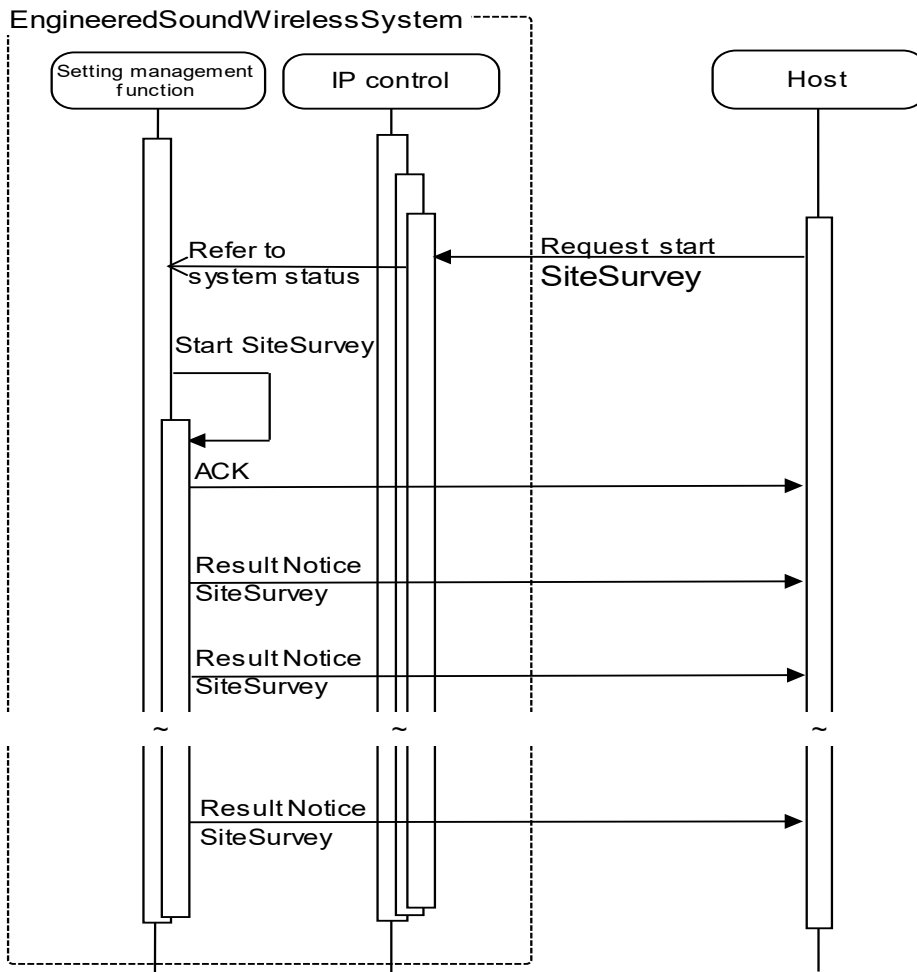 EngineeredSoundWirelessSystem
Setting management
function
IP control
Host
Refer to
system status
Request start
SiteSurvey
Start SiteSurvey
ACK
Result Notice
SiteSurvey
Result Notice
SiteSurvey
~ ~ ~
Result Notice
SiteSurvey